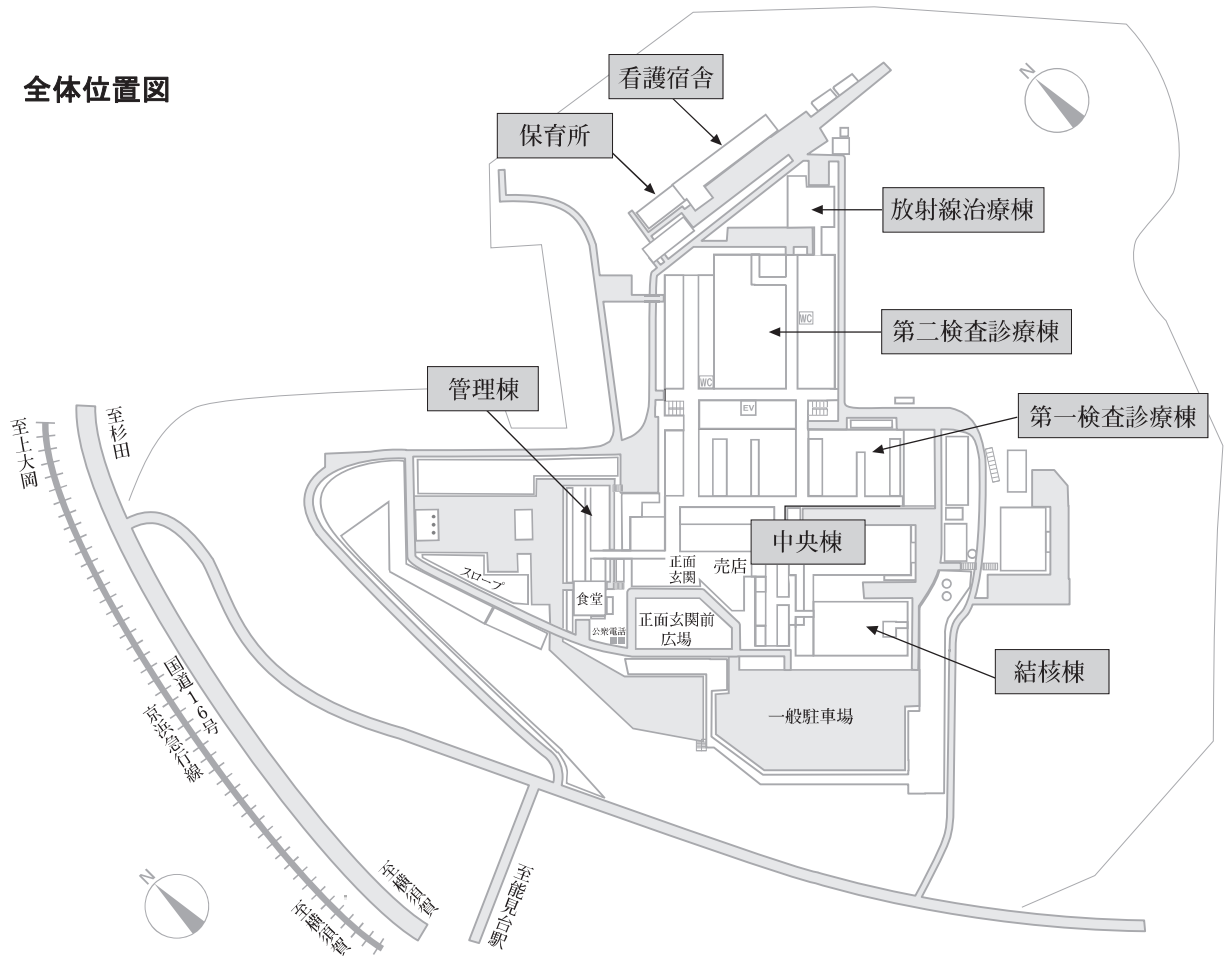 全体位置図
看護宿舎
N
保育所
放射線治療棟
第二検査診療棟
WC
WC
管理棟
EV
第一検査診療棟
至上大岡
至杉田
中央棟
正面
玄関
売店
スロープ
食堂
正面玄関前
広場
公衆電話
結核棟
国道16号
京浜急行線
一般駐車場
至横須賀
至横須賀
至能見台駅
N